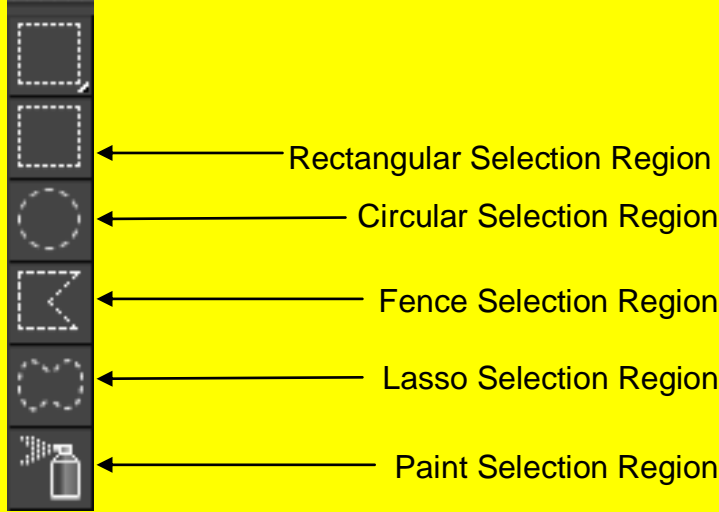 Rectangular Selection Region
Circular Selection Region
Fence Selection Region
Lasso Selection Region
Paint Selection Region